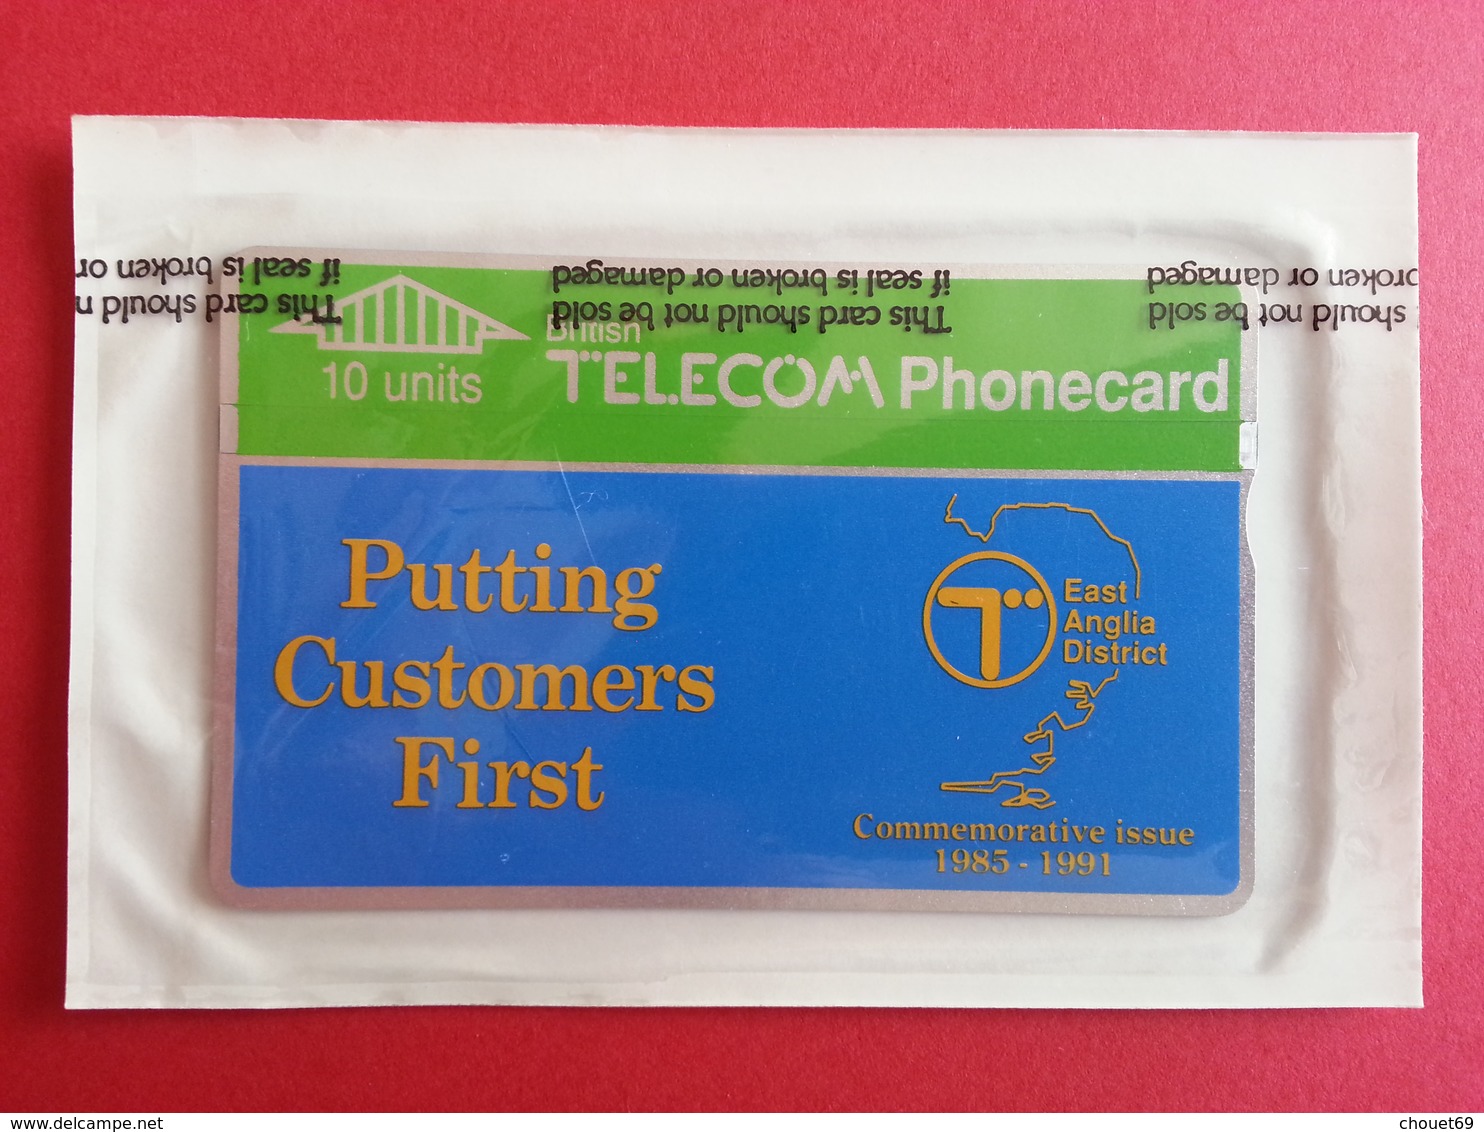 This card should n
if seal is broken or
This card should not be sold
if seal is broken or damaged
should not be sold
broken or damaged
10 units
British
TELECOM Phonecard
Putting
Customers
First
East
Anglia
District
Commemorative issue
1985 - 1991
delcampe.net
chouet69